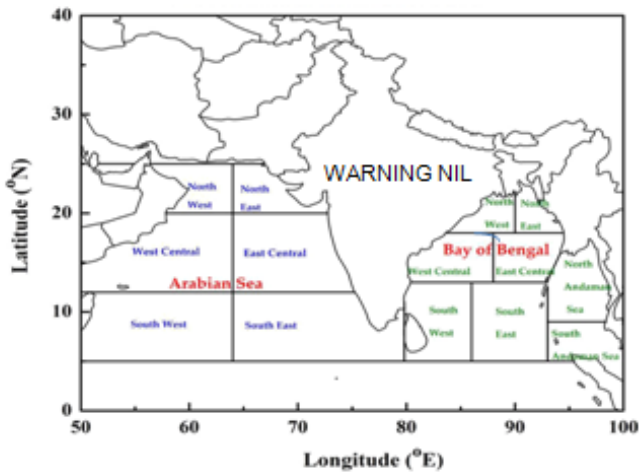 40
30
20
10
0
Latitude (°N)
WARNING NIL
North
West
North
East
West Central
East Central
Arabian Sea
South West
South East
North
West
North
East
Bay of Bengal
West Central
East Central
North
Andaman
Sea
South
West
South
East
South
Andaman Sea
50
60
70
80
90
100
Longitude (°E)